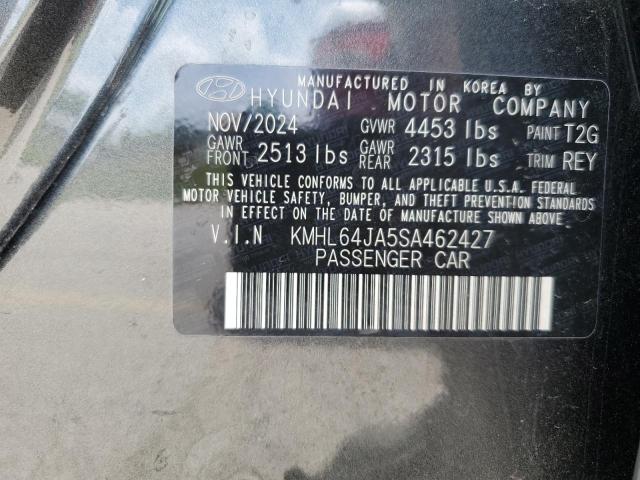 MANUFACTURED IN KOREA BY
HYUNDAI MOTOR COMPANY
NOV/2024 GVWR 4453 lbs PAINT T2G
GAWR FRONT 2513 lbs GAWR REAR 2315 lbs TRIM REY
THIS VEHICLE CONFORMS TO ALL APPLICABLE U.S.A. FEDERAL
MOTOR VEHICLE SAFETY, BUMPER, AND THEFT PREVENTION STANDARDS
IN EFFECT ON THE DATE OF MANUFACTURE SHOWN ABOVE.
V.I.N KMHL64JA5SA462427
PASSENGER CAR